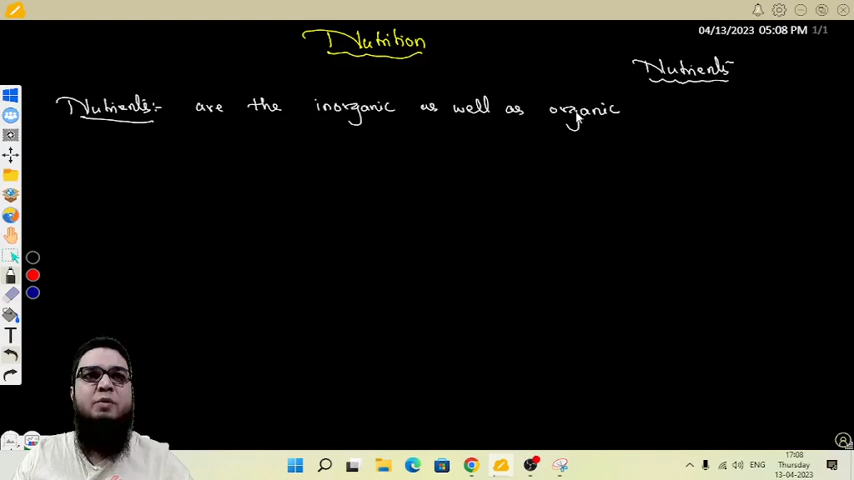 04/13/2023 05:08 PM 1/1
Nutrition
Nutrients
Nutrients:- are the inorganic as well as organic
T
ENG
17:08
Thursday
13-04-2023